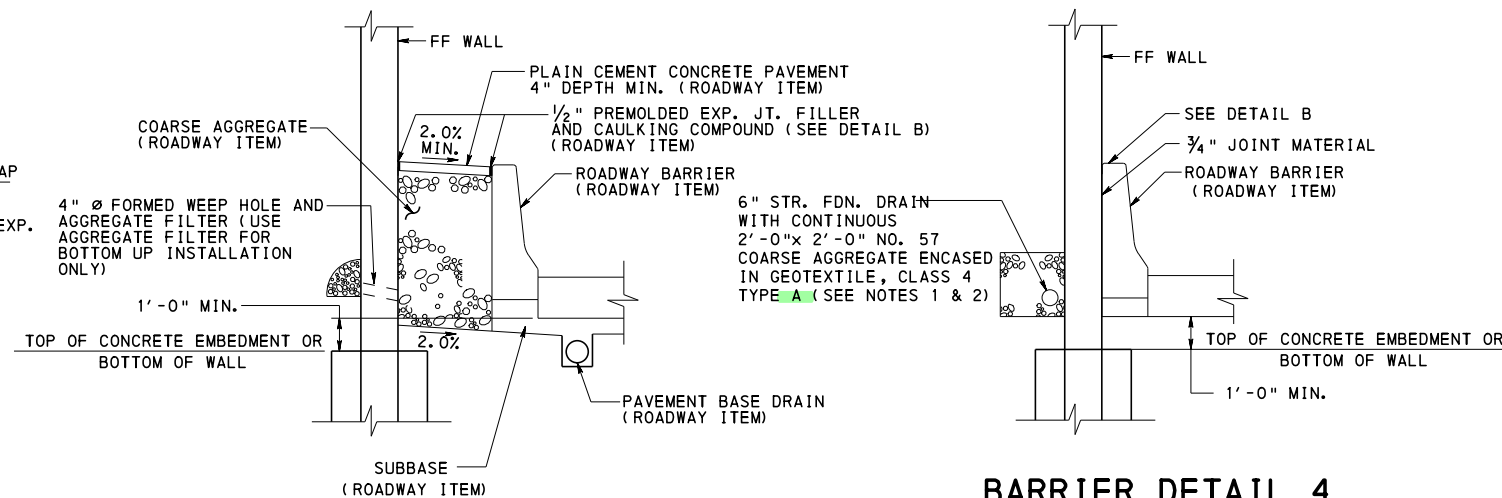 FF WALL
PLAIN CEMENT CONCRETE PAVEMENT
4" DEPTH MIN. (ROADWAY ITEM)
½" PREMOLDED EXP. JT. FILLER
AND CAULKING COMPOUND (SEE DETAIL B)
(ROADWAY ITEM)
COARSE AGGREGATE
(ROADWAY ITEM)
2.0%
MIN.
AP
ROADWAY BARRIER
(ROADWAY ITEM)
4" Ø FORMED WEEP HOLE AND
AGGREGATE FILTER (USE
AGGREGATE FILTER FOR
BOTTOM UP INSTALLATION
ONLY)
EXP.
1'-0" MIN.
TOP OF CONCRETE EMBEDMENT OR
BOTTOM OF WALL
2.0%
PAVEMENT BASE DRAIN
(ROADWAY ITEM)
SUBBASE
(ROADWAY ITEM)
FF WALL
SEE DETAIL B
¾" JOINT MATERIAL
ROADWAY BARRIER
(ROADWAY ITEM)
6" STR. FDN. DRAIN
WITH CONTINUOUS
2'-0"x 2'-0" NO. 57
COARSE AGGREGATE ENCASED
IN GEOTEXTILE, CLASS 4
TYPE A (SEE NOTES 1 & 2)
TOP OF CONCRETE EMBEDMENT OR
BOTTOM OF WALL
1'-0" MIN.
BARRIER DETAIL 4